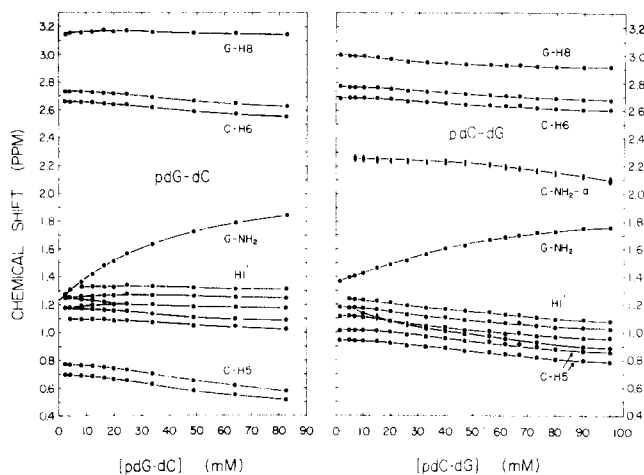 CHEMICAL SHIFT (PPM)
3.2
3.0
2.8
2.6
2.4
2.2
2.0
1.8
1.6
1.4
1.2
1.0
0.8
0.6
0.4
G-H8
C-H6
pdG-dC
G-NH₂
H1'
C-H5
0 10 20 30 40 50 60 70 80 90
[pdG-dC] (mM)
G-H8
C-H6
pdC-dG
C-NH₂-a
G-NH₂
H1'
C-H5
3.2
3.0
2.8
2.6
2.4
2.2
2.0
1.8
1.6
1.4
1.2
1.0
0.8
0.6
0.4
0 10 20 30 40 50 60 70 80 90 100
[pdC-dG] (mM)